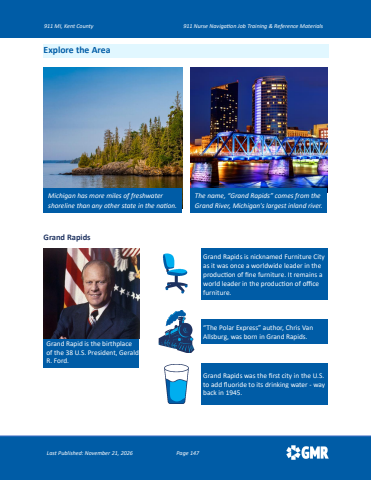 911 MI, Kent County
911 Nurse Navigation Job Training & Reference Materials
Explore the Area
Michigan has more miles of freshwater
shoreline than any other state in the nation.
The name, "Grand Rapids" comes from the
Grand River, Michigan's largest inland river.
Grand Rapids
Grand Rapid is the birthplace
of the 38 U.S. President, Gerald
R. Ford.
Grand Rapids is nicknamed Furniture City
as it was once a worldwide leader in the
production of fine furniture. It remains a
world leader in the production of office
furniture.
"The Polar Express" author, Chris Van
Allsburg, was born in Grand Rapids.
Grand Rapids was the first city in the U.S.
to add fluoride to its drinking water - way
back in 1945.
Last Published: November 21, 2026
Page 147
GMR